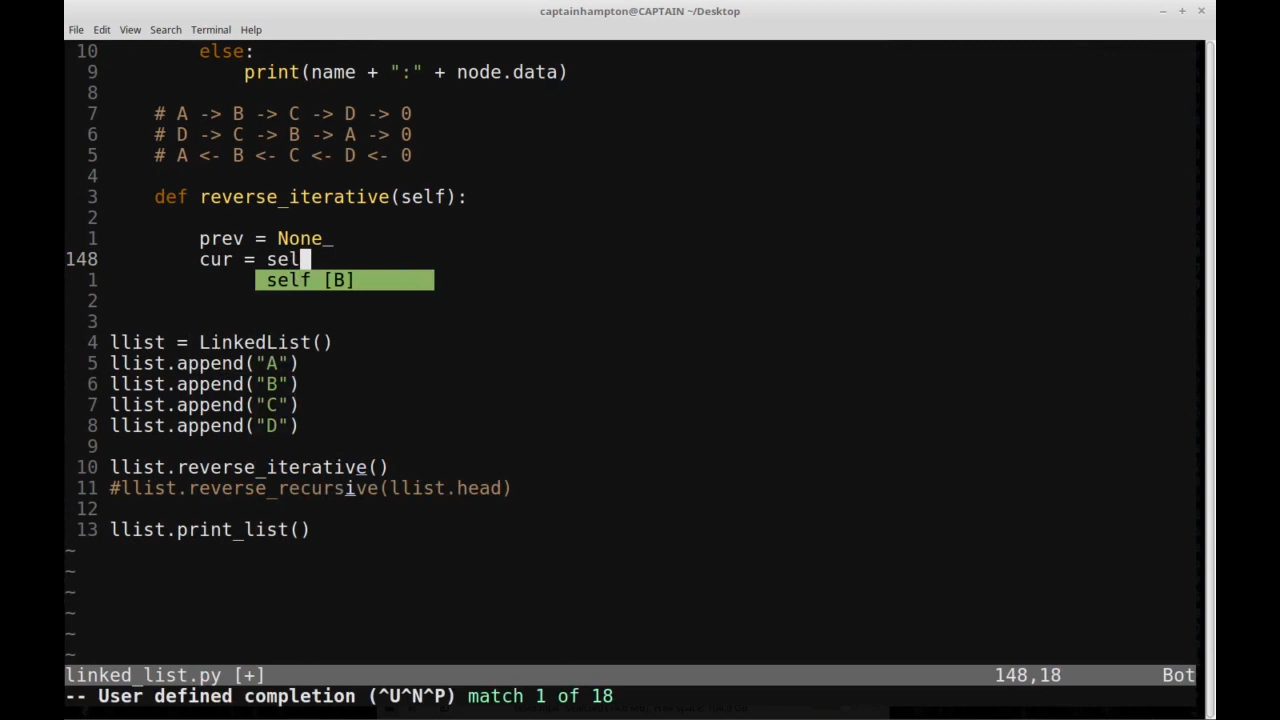 captainhampton@CAPTAIN ~/Desktop
File Edit View Search Terminal Help
10 else:
9 print(name + ":" + node.data)
8
7 # A -> B -> C -> D -> 0
6 # D -> C -> B -> A -> 0
5 # A <- B <- C <- D <- 0
4
3 def reverse_iterative(self):
2
1 prev = None_
148 cur = sel
1 self [B]
2
3
4 llist = LinkedList()
5 llist.append("A")
6 llist.append("B")
7 llist.append("C")
8 llist.append("D")
9
10 llist.reverse_iterative()
11 #llist.reverse_recursive(llist.head)
12
13 llist.print_list()
~
~
~
~
~
~
linked_list.py [+] 148,18 Bot
-- User defined completion (^U^N^P) match 1 of 18